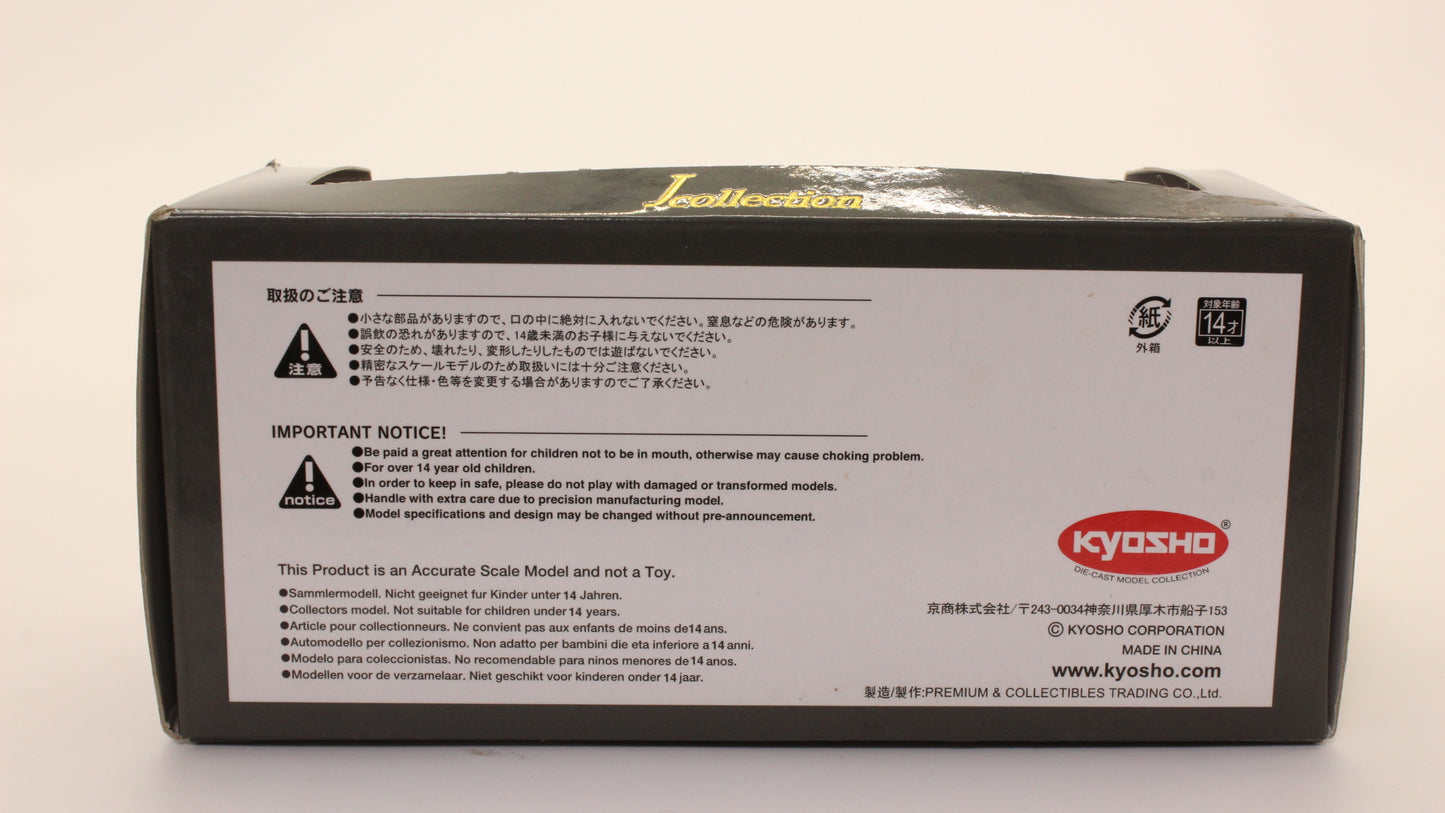 Jcollection
取扱のご注意
注意
●小さな部品がありますので、口の中に絶対に入れないでください。窒息などの危険があります。
●誤飲の恐れがありますので、14歳未満のお子様に与えないでください。
●安全のため、壊れたり、変形したりしたものでは遊ばないでください。
●精密なスケールモデルのため取扱いには十分ご注意ください。
●予告なく仕様・色等を変更する場合がありますのでご了承ください。
紙
外箱
対象年齢
14才
以上
IMPORTANT NOTICE!
notice
●Be paid a great attention for children not to be in mouth, otherwise may cause choking problem.
●For over 14 year old children.
●In order to keep in safe, please do not play with damaged or transformed models.
●Handle with extra care due to precision manufacturing model.
●Model specifications and design may be changed without pre-announcement.
This Product is an Accurate Scale Model and not a Toy.
●Sammlermodell. Nicht geeignet fur Kinder unter 14 Jahren.
●Collectors model. Not suitable for children under 14 years.
●Article pour collectionneurs. Ne convient pas aux enfants de moins de14 ans.
●Automodello per collezionismo. Non adatto per bambini die eta inferiore a 14 anni.
●Modelo para coleccionistas. No recomendable para ninos menores de 14 anos.
●Modellen voor de verzamelaar. Niet geschikt voor kinderen onder 14 jaar.
KYOSHO®
DIE-CAST MODEL COLLECTION
京商株式会社/〒243-0034神奈川県厚木市船子153
© KYOSHO CORPORATION
MADE IN CHINA
www.kyosho.com
製造/製作:PREMIUM & COLLECTIBLES TRADING CO.,Ltd.